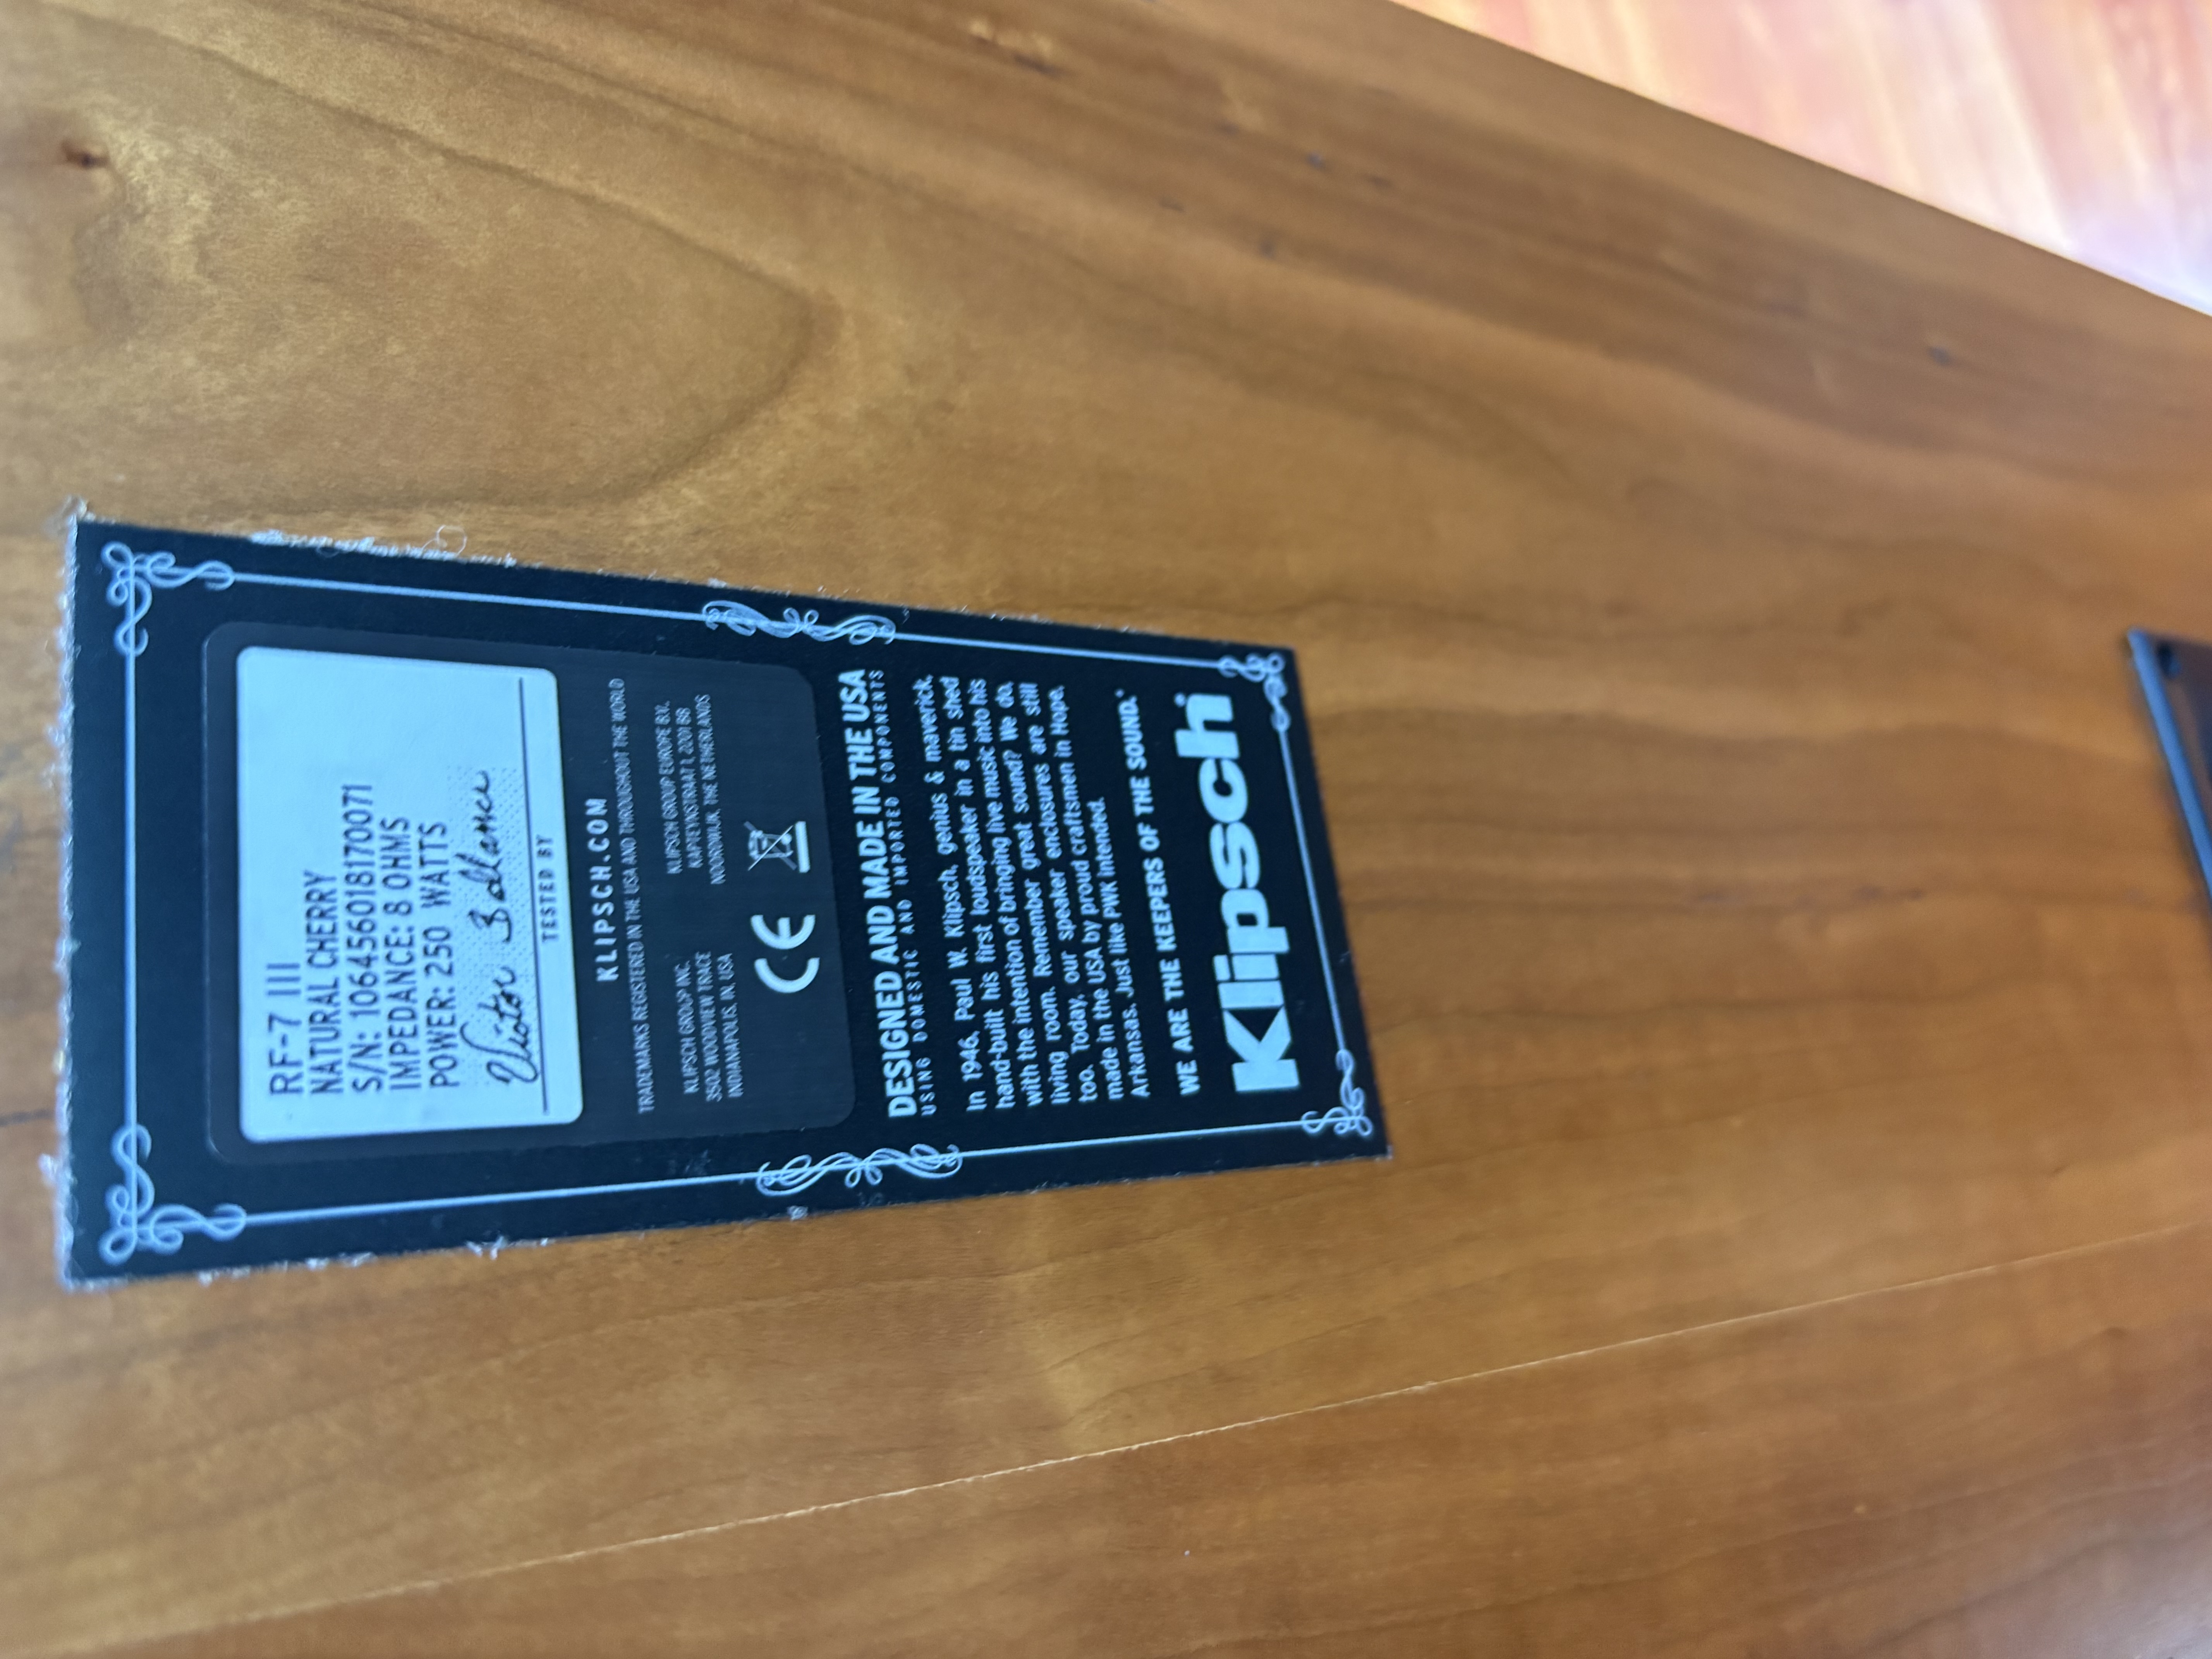 RF-7 III
NATURAL CHERRY
S/N: 106456018170071
IMPEDANCE: 8 OHMS
POWER: 250 WATTS
Victor
TESTED BY
KLIPSCH.COM
TRADEMARKS REGISTERED IN THE USA AND THROUGHOUT THE WORLD
KLIPSCH GROUP INC.
3502 WOODVIEW TRACE
INDIANAPOLIS, IN, USA
KLIPSCH GROUP EUROPE B.V.
KAPTEYNSTRAAT 1, 2201 BB
NOORDWIJK, THE NETHERLANDS
CE
DESIGNED AND MADE IN THE USA
USING DOMESTIC AND IMPORTED COMPONENTS
In 1946, Paul W. Klipsch, genius & maverick,
hand-built his first loudspeaker in a tin shed
with the intention of bringing live music into his
living room. Remember great sound? We do,
too. Today, our speaker enclosures are still
made in the USA by proud craftsmen in Hope,
Arkansas. Just like PWK intended.
WE ARE THE KEEPERS OF THE SOUND.®
Klipsch